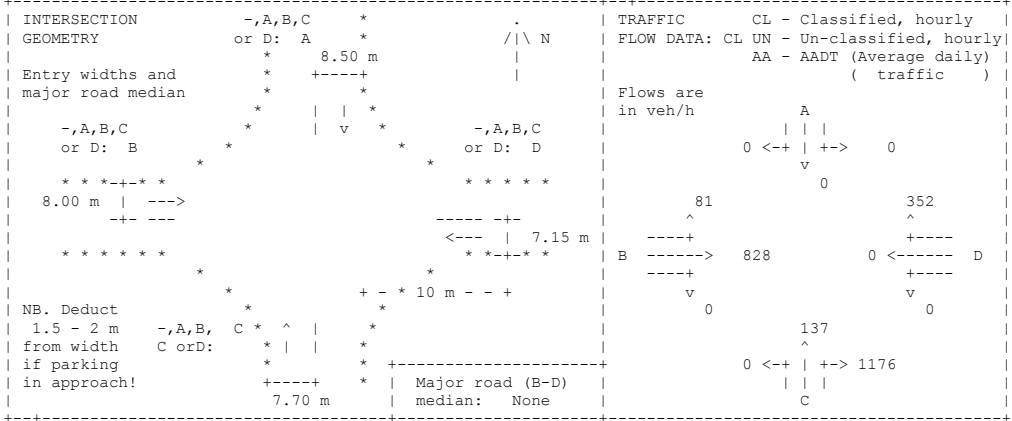 INTERSECTION -,A,B,C * . TRAFFIC CL - Classified, hourly
GEOMETRY or D: A * /|\ N FLOW DATA: CL UN - Un-classified, hourly
* 8.50 m | AA - AADT (Average daily)
Entry widths and * +----+ | ( traffic )
major road median * * Flows are
* | | * in veh/h A
-,A,B,C * | v * -,A,B,C | | |
or D: B * * or D: D 0 <-+ | +-> 0
* * v
* * *-+-* * * * * * * 0
8.00 m | ---> 81 352
-+- --- ----- -+- ^ ^
<--- | 7.15 m ----+ +----
* * * * * * * *-+-* * B ------> 828 0 <------ D
* * ----+ +----
* + - * 10 m - - + v v
NB. Deduct * * 0 0
1.5 - 2 m -,A,B, C * ^ | * 137
from width C orD: * | | * ^
if parking * * 0 <-+ | +-> 1176
in approach! +----+ * | Major road (B-D) | | |
7.70 m | median: None C